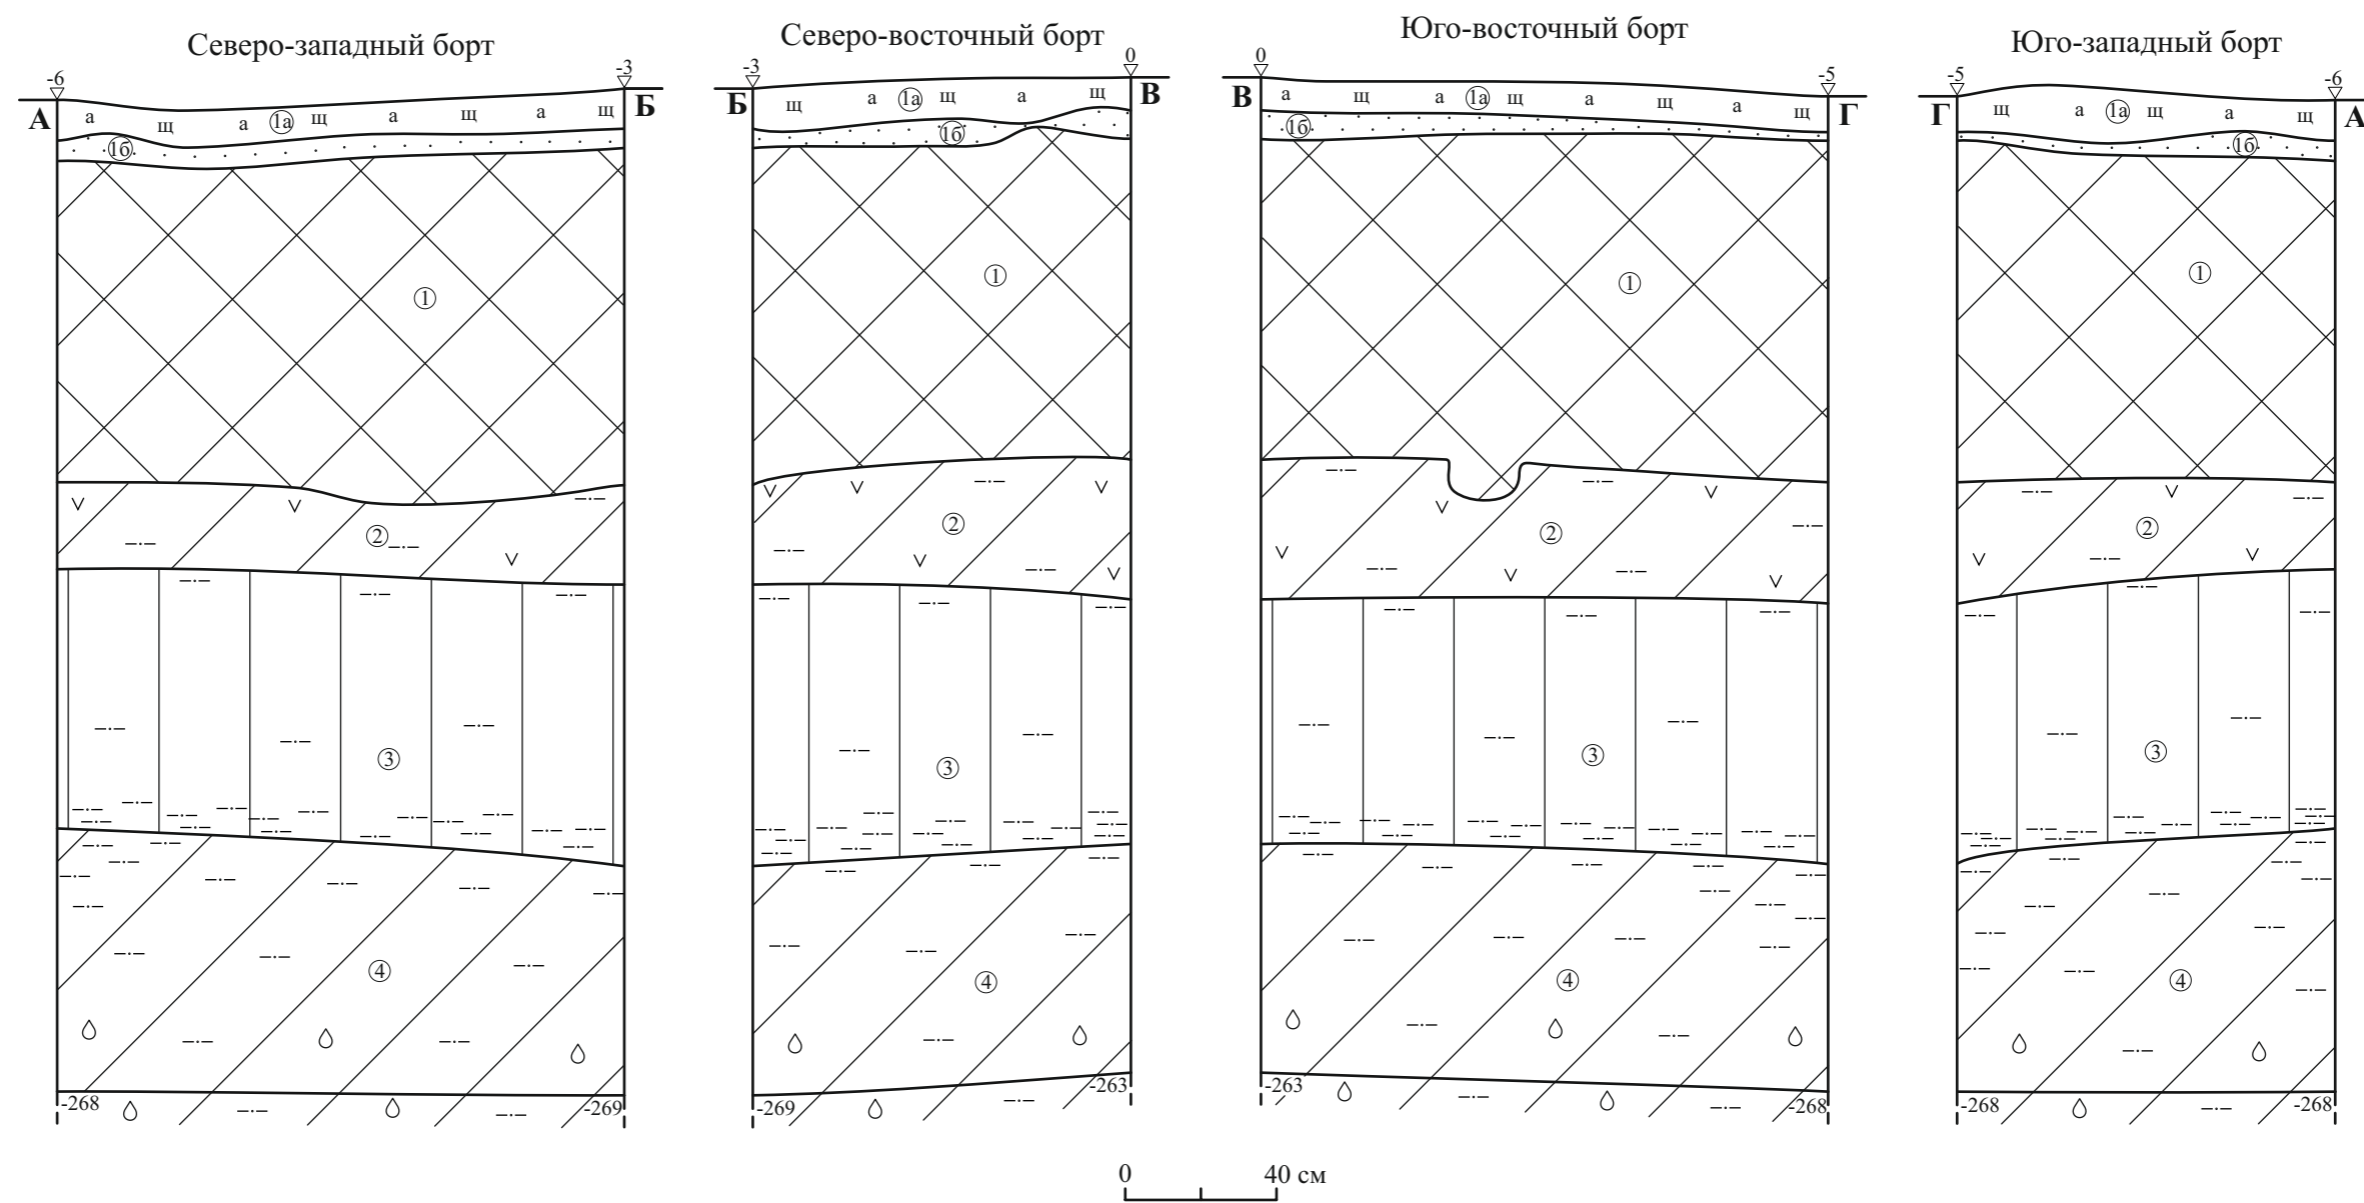 Северо-западный борт
Северо-восточный борт
Юго-восточный борт
Юго-западный борт
-6 -3 -3 0 0 -5 -5 -6
А Б Б В В Г Г А
а щ а 1а щ а щ а щ
щ а 1а щ а щ
а щ а 1а щ а щ а щ
щ а 1а щ а щ
1б 1б 1б 1б
1 1 1 1
2 2 2 2
3 3 3 3
4 4 4 4
-268 -269 -269 -263 -263 -268 -268 -268
0 40 см